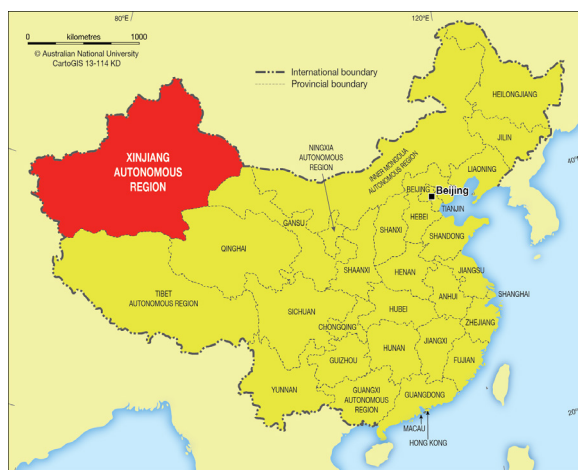 80°E
120°E
0 kilometres 1000
© Australian National University
CartoGIS 13-114 KD
International boundary
Provincial boundary
HEILONGJIANG
JILIN
NINGXIA
AUTONOMOUS
REGION
INNER MONGOLIA
AUTONOMOUS REGION
LIAONING
40°
XINJIANG
AUTONOMOUS
REGION
BEIJING
Beijing
TIANJIN
HEBEI
GANSU
SHANXI
SHANDONG
QINGHAI
SHAANXI
HENAN
JIANGSU
TIBET
AUTONOMOUS REGION
ANHUI
SHANGHAI
SICHUAN
HUBEI
CHONGQING
ZHEJIANG
HUNAN
JIANGXI
GUIZHOU
FUJIAN
YUNNAN
GUANGXI
AUTONOMOUS
REGION
GUANGDONG
20°
MACAU
HONG KONG